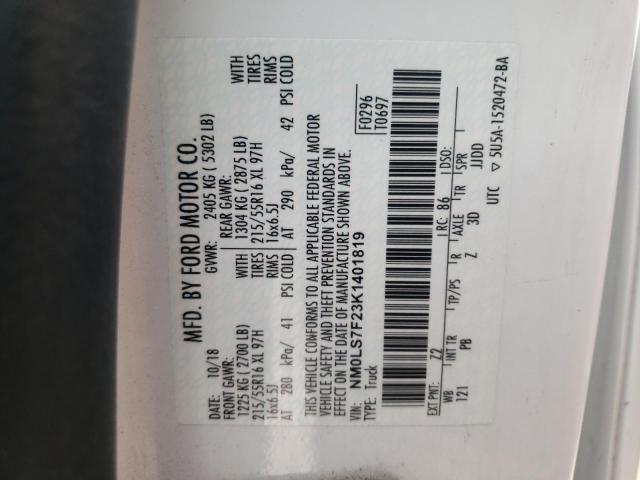 MFD. BY FORD MOTOR CO.
DATE: 10/18 GVWR: 2405 KG ( 5302 LB)
FRONT GAWR: REAR GAWR:
1225 KG ( 2700 LB) WITH 1304 KG ( 2875 LB) WITH
215/55R16 XL 97H TIRES 215/55R16 XL 97H TIRES
16x6.5J RIMS 16x6.5J RIMS
AT 280 kPa/ 41 PSI COLD AT 290 kPa/ 42 PSI COLD
THIS VEHICLE CONFORMS TO ALL APPLICABLE FEDERAL MOTOR
VEHICLE SAFETY AND THEFT PREVENTION STANDARDS IN
EFFECT ON THE DATE OF MANUFACTURE SHOWN ABOVE.
VIN: NM0LS7F23K1401819 F0296
TYPE: Truck T0697
EXT PNT: Z2 RC: 86 DSO:
WB INT TR TP/PS R AXLE TR SPR
121 PB Z 3D JJDD
UTC ▽ 5U5A-1520472-BA